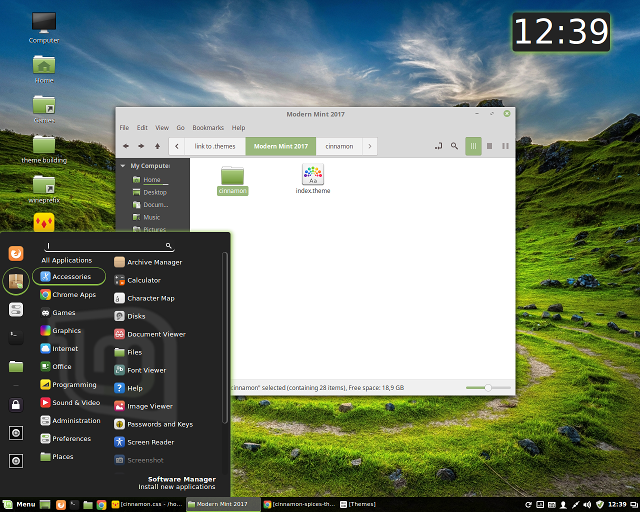 Computer
12:39
Home
Games
theme building
wineprefix
Modern Mint 2017
File Edit View Go Bookmarks Help
link to .themes
Modern Mint 2017
cinnamon
My Computer
Home
Desktop
Docum...
Music
Pictures
cinnamon
Aa
index.theme
cinnamon" selected (containing 28 items), Free space: 18,9 GB
All Applications
Accessories
Chrome Apps
Games
Graphics
Internet
Office
Programming
Sound & Video
Administration
Preferences
Places
Archive Manager
Calculator
Character Map
Disks
Document Viewer
Files
Font Viewer
Help
Image Viewer
Passwords and Keys
Screen Reader
Screenshot
Software Manager
Install new applications
Menu
[cinnamon.css - /ho...
Modern Mint 2017
[cinnamon-spices-th...
[Themes]
12:39